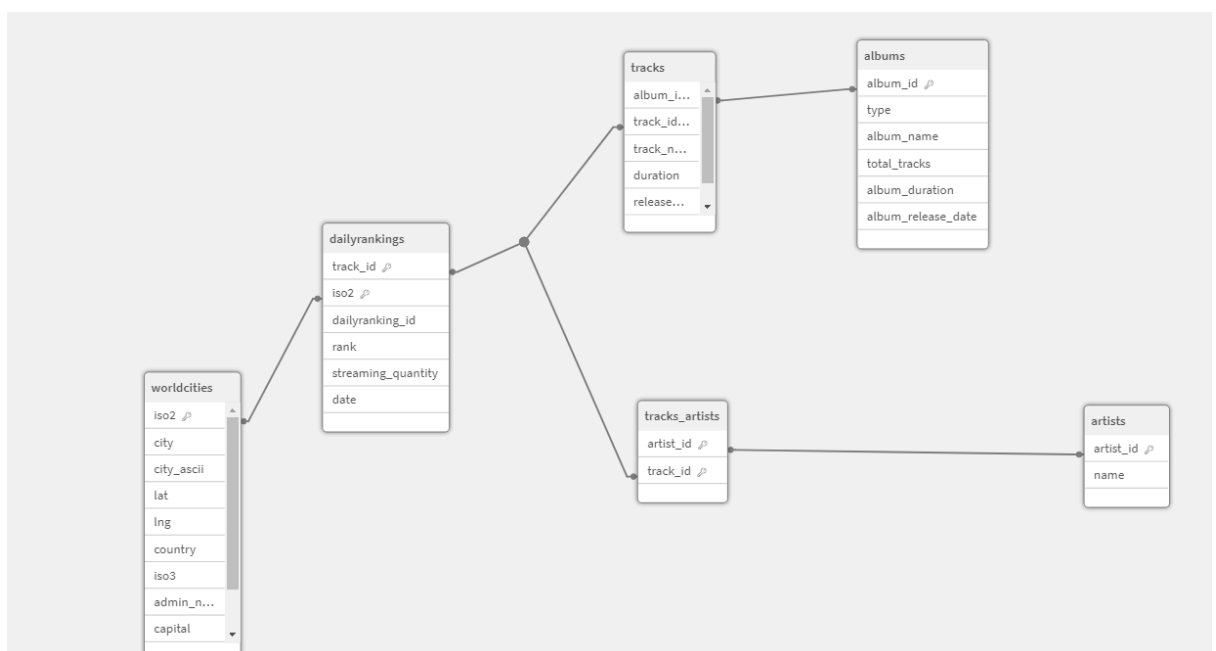 tracks
album_i...
track_id...
track_n...
duration
release...
albums
album_id
type
album_name
total_tracks
album_duration
album_release_date
dailyrankings
track_id
iso2
dailyranking_id
rank
streaming_quantity
date
worldcities
iso2
city
city_ascii
lat
lng
country
iso3
admin_n...
capital
tracks_artists
artist_id
track_id
artists
artist_id
name